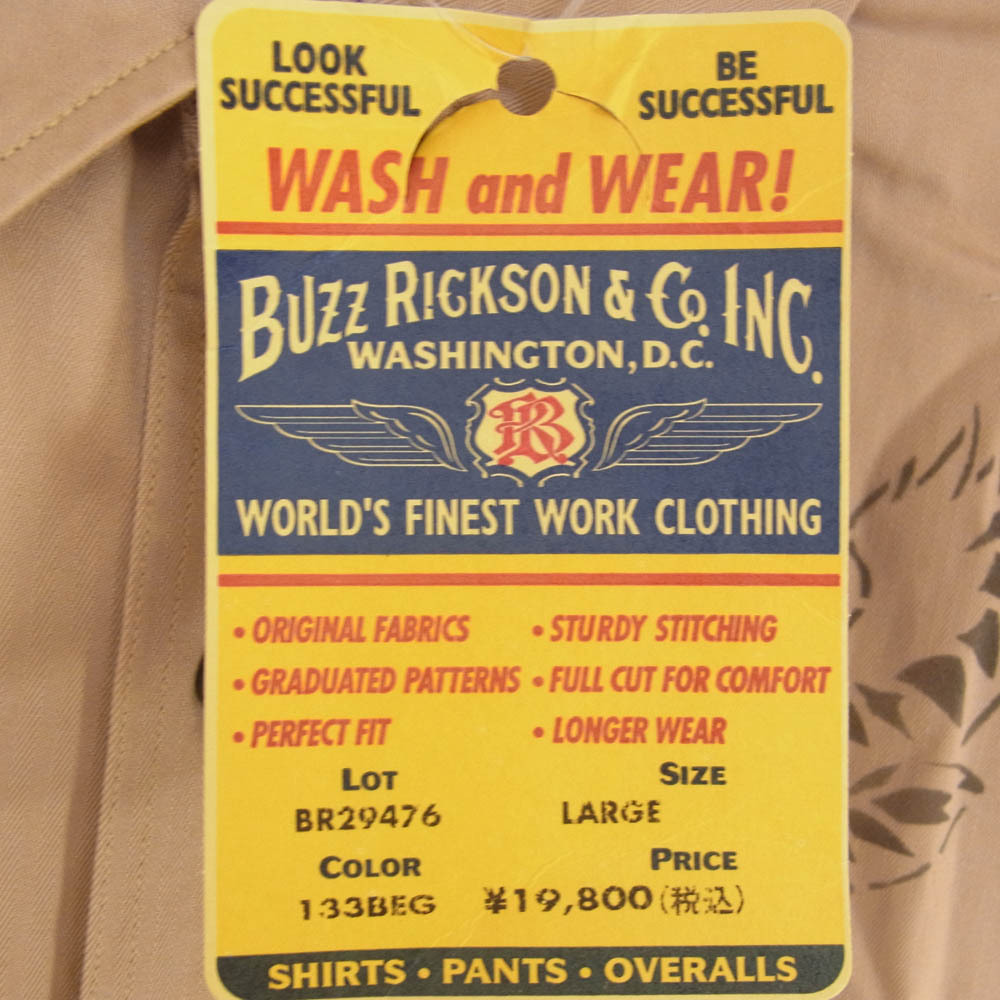 LOOK SUCCESSFUL
BE SUCCESSFUL
WASH and WEAR!
BUZZ RICKSON & CO. INC.
WASHINGTON, D.C.
BR
WORLD'S FINEST WORK CLOTHING
• ORIGINAL FABRICS
• STURDY STITCHING
• GRADUATED PATTERNS
• FULL CUT FOR COMFORT
• PERFECT FIT
• LONGER WEAR
LOT
SIZE
BR29476
LARGE
COLOR
PRICE
133BEG
¥19,800(税込)
SHIRTS • PANTS • OVERALLS